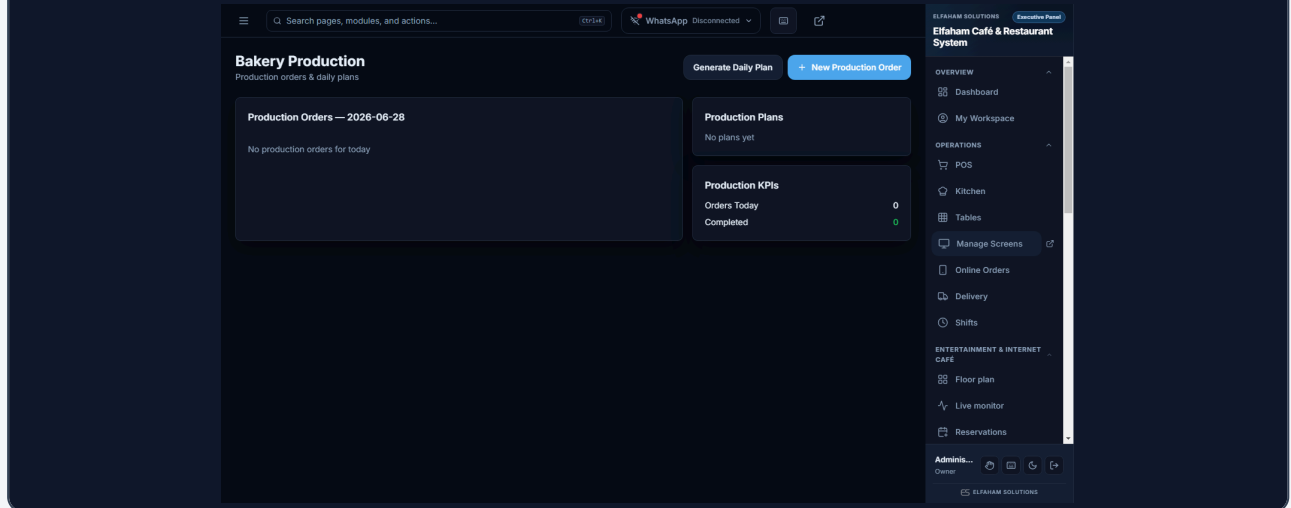 Search pages, modules, and actions...
Ctrl+K
WhatsApp Disconnected
Bakery Production
Production orders & daily plans
Generate Daily Plan
+ New Production Order
Production Orders — 2026-06-28
No production orders for today
Production Plans
No plans yet
Production KPIs
Orders Today 0
Completed 0
ELFAHAM SOLUTIONS
Executive Panel
Elfaham Café & Restaurant
System
OVERVIEW
Dashboard
My Workspace
OPERATIONS
POS
Kitchen
Tables
Manage Screens
Online Orders
Delivery
Shifts
ENTERTAINMENT & INTERNET
CAFÉ
Floor plan
Live monitor
Reservations
Adminis...
Owner
ES ELFAHAM SOLUTIONS